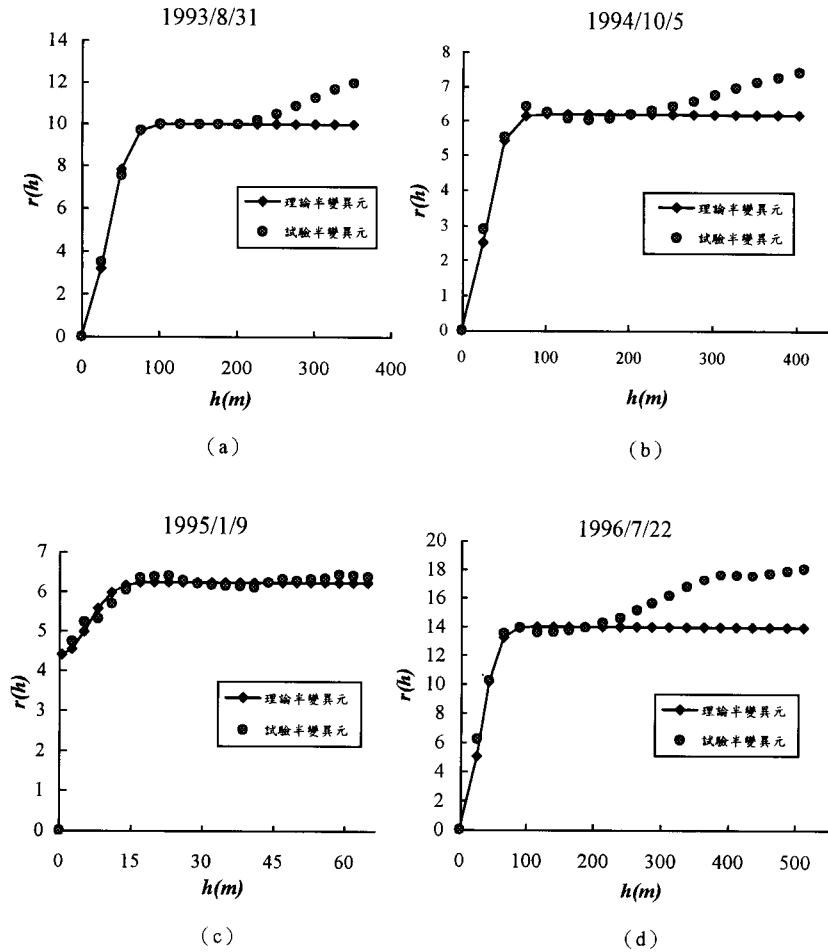 1993/8/31
14
12
10
8
6
4
2
0
r(h)
理論半變異元
試驗半變異元
0 100 200 300 400
h(m)
(a)
1994/10/5
8
7
6
5
4
3
2
1
0
r(h)
理論半變異元
試驗半變異元
0 100 200 300 400
h(m)
(b)
1995/1/9
7
6
5
4
3
2
1
0
r(h)
理論半變異元
試驗半變異元
0 15 30 45 60
h(m)
(c)
1996/7/22
20
18
16
14
12
10
8
6
4
2
0
r(h)
理論半變異元
試驗半變異元
0 100 200 300 400 500
h(m)
(d)